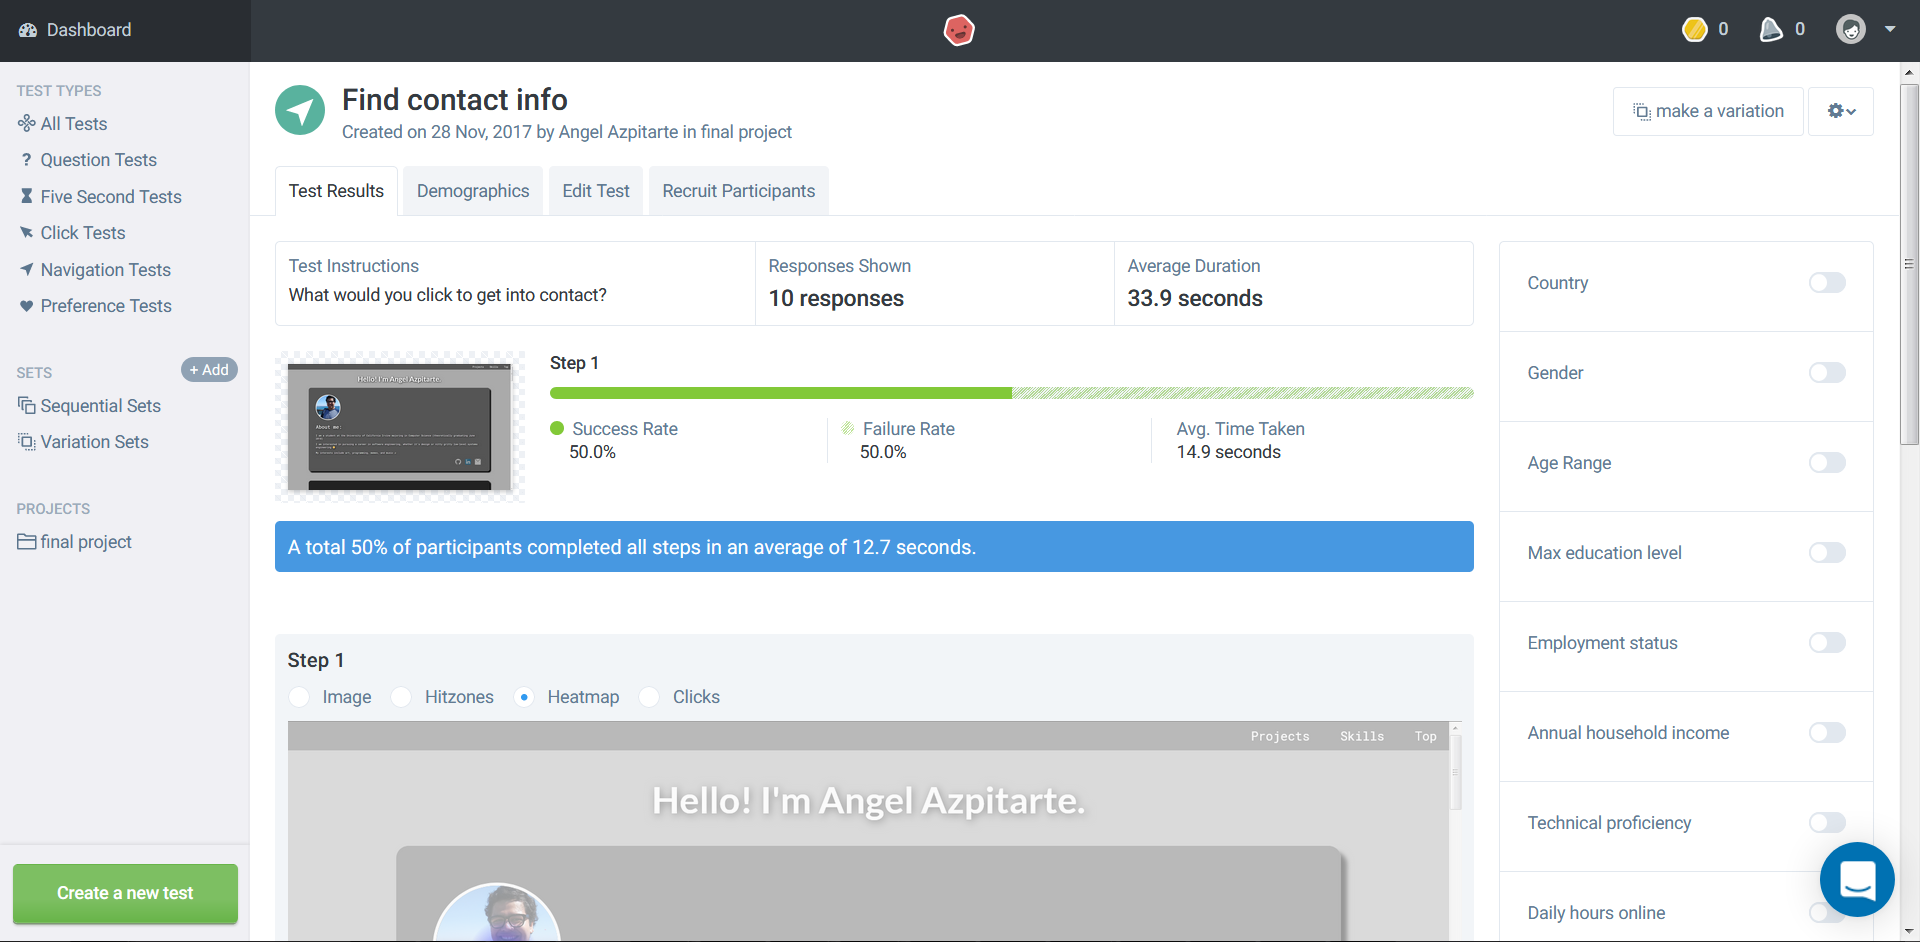 Dashboard
0
0
TEST TYPES
All Tests
? Question Tests
Five Second Tests
Click Tests
Navigation Tests
Preference Tests
SETS
+ Add
Sequential Sets
Variation Sets
PROJECTS
final project
Create a new test
Find contact info
Created on 28 Nov, 2017 by Angel Azpitarte in final project
make a variation
Test Results
Demographics
Edit Test
Recruit Participants
Test Instructions
What would you click to get into contact?
Responses Shown
10 responses
Average Duration
33.9 seconds
Hello! I'm Angel Azpitarte.
About me:
Step 1
Success Rate
50.0%
Failure Rate
50.0%
Avg. Time Taken
14.9 seconds
A total 50% of participants completed all steps in an average of 12.7 seconds.
Step 1
Image
Hitzones
Heatmap
Clicks
Projects
Skills
Top
Hello! I'm Angel Azpitarte.
Country
Gender
Age Range
Max education level
Employment status
Annual household income
Technical proficiency
Daily hours online